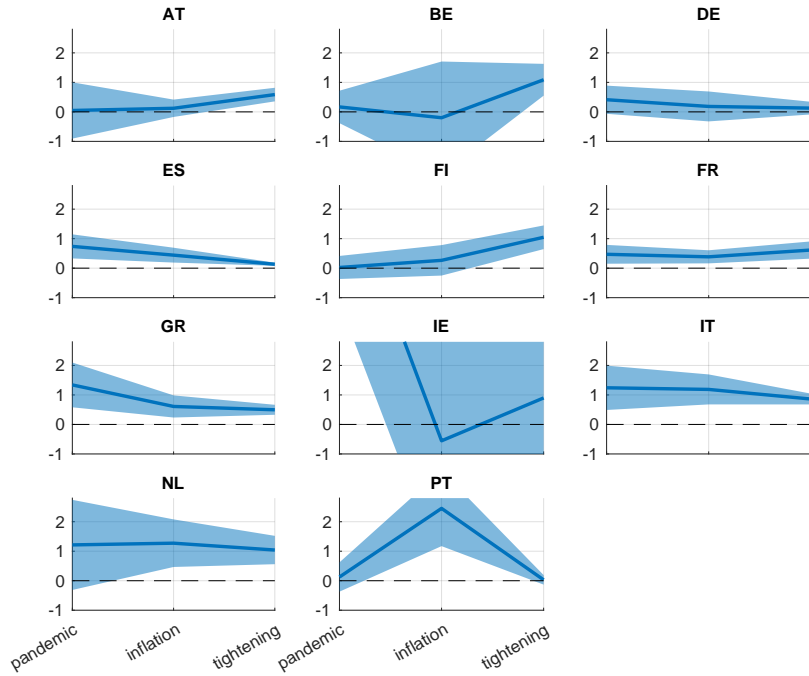 AT BE DE
2 2 2
1 1 1
0 0 0
-1 -1 -1
ES FI FR
2 2 2
1 1 1
0 0 0
-1 -1 -1
GR IE IT
2 2 2
1 1 1
0 0 0
-1 -1 -1
NL PT
2 2
1 1
0 0
-1 -1
pandemic inflation tightening pandemic inflation tightening